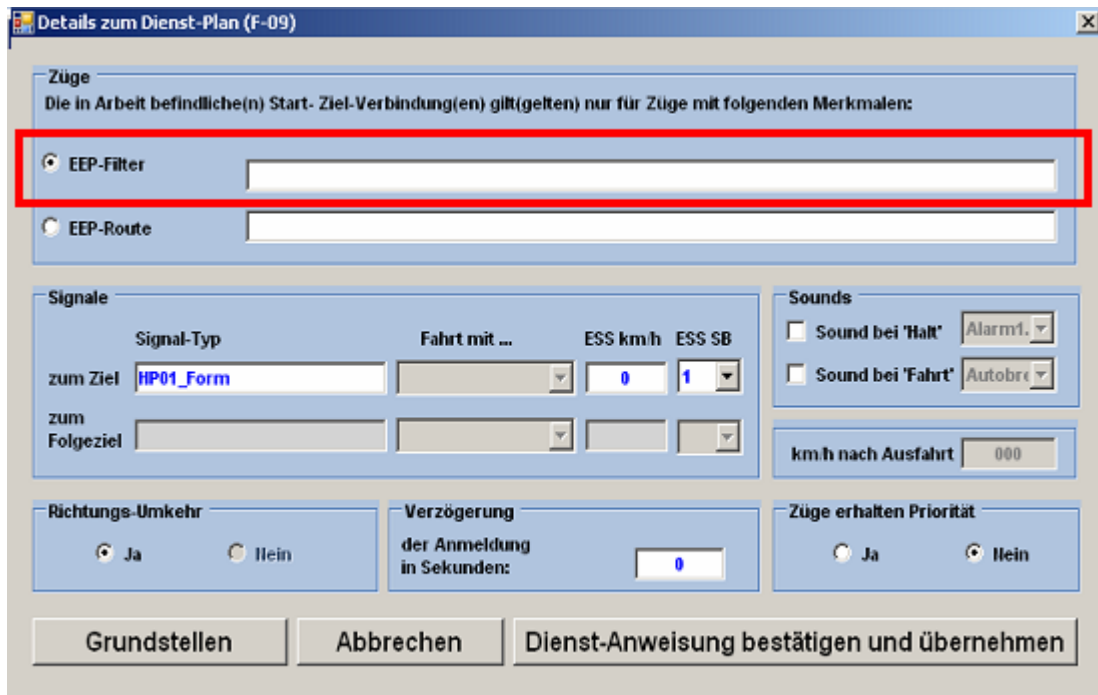 Details zum Dienst-Plan (F-09)
Züge
Die in Arbeit befindliche(n) Start- Ziel-Verbindung(en) gilt(gelten) nur für Züge mit folgenden Merkmalen:
EEP-Filter
EEP-Route
Signale
Signal-Typ Fahrt mit ... ESS km/h ESS SB
zum Ziel HP01_Form 0 1
zum
Folgeziel
Sounds
Sound bei 'Halt' Alarm1.
Sound bei 'Fahrt' Autobre
km/h nach Ausfahrt 000
Richtungs-Umkehr
Ja Nein
Verzögerung
der Anmeldung
in Sekunden: 0
Züge erhalten Priorität
Ja Nein
Grundstellen Abbrechen Dienst-Anweisung bestätigen und übernehmen